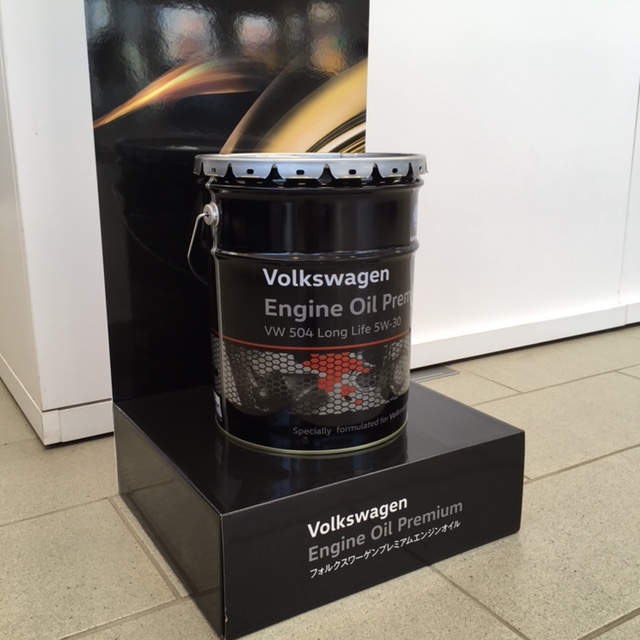 Volkswagen
Engine Oil Prem
VW 504 Long Life 5W-30
Specially formulated for Volks
Volkswagen
Engine Oil Premium
フォルクスワーゲンプレミアムエンジンオイル